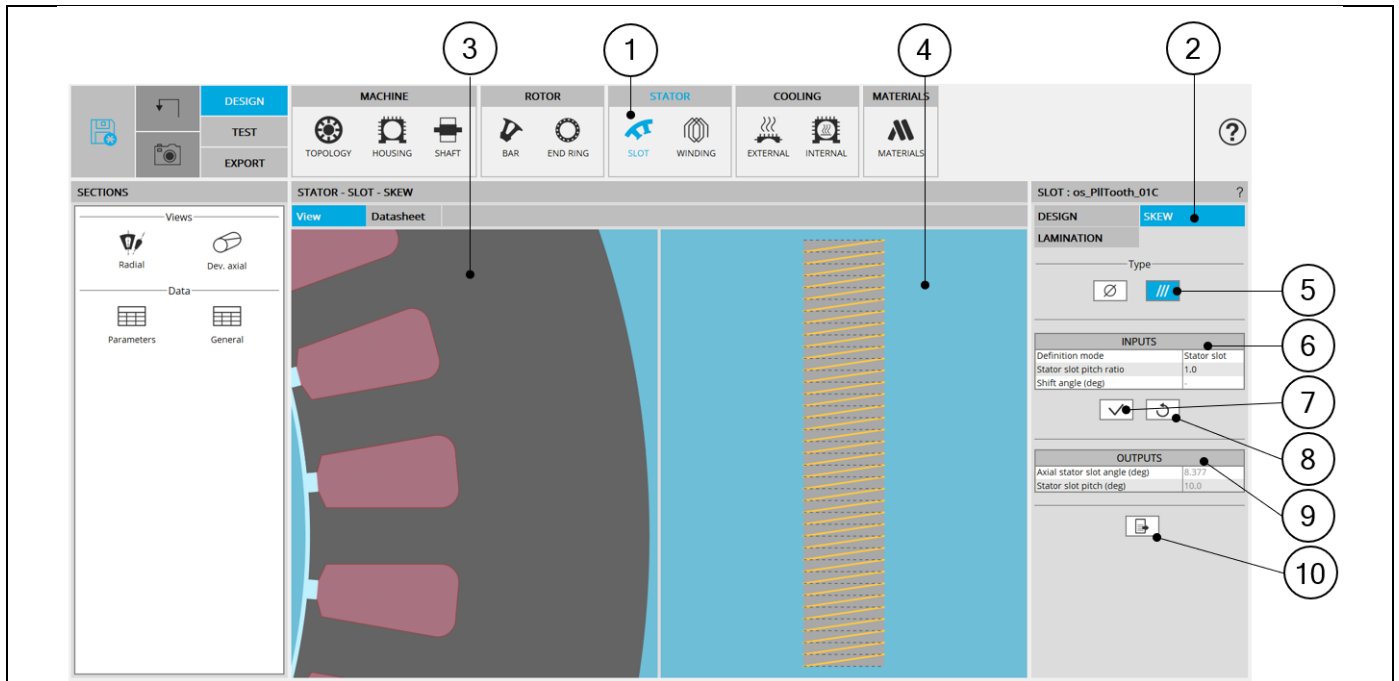 3
1
4
2
DESIGN
TEST
EXPORT
MACHINE
TOPOLOGY
HOUSING
SHAFT
ROTOR
BAR
END RING
STATOR
SLOT
WINDING
COOLING
EXTERNAL
INTERNAL
MATERIALS
MATERIALS
?
SECTIONS
Views
Radial
Dev. axial
Data
Parameters
General
STATOR - SLOT - SKEW
View
Datasheet
SLOT : os_PllTooth_01C
?
DESIGN
SKEW
LAMINATION
Type
5
INPUTS
6
Definition mode
Stator slot
Stator slot pitch ratio
1.0
Shift angle (deg)
-
7
8
OUTPUTS
Axial stator slot angle (deg)
8.377
Stator slot pitch (deg)
10.0
9
10